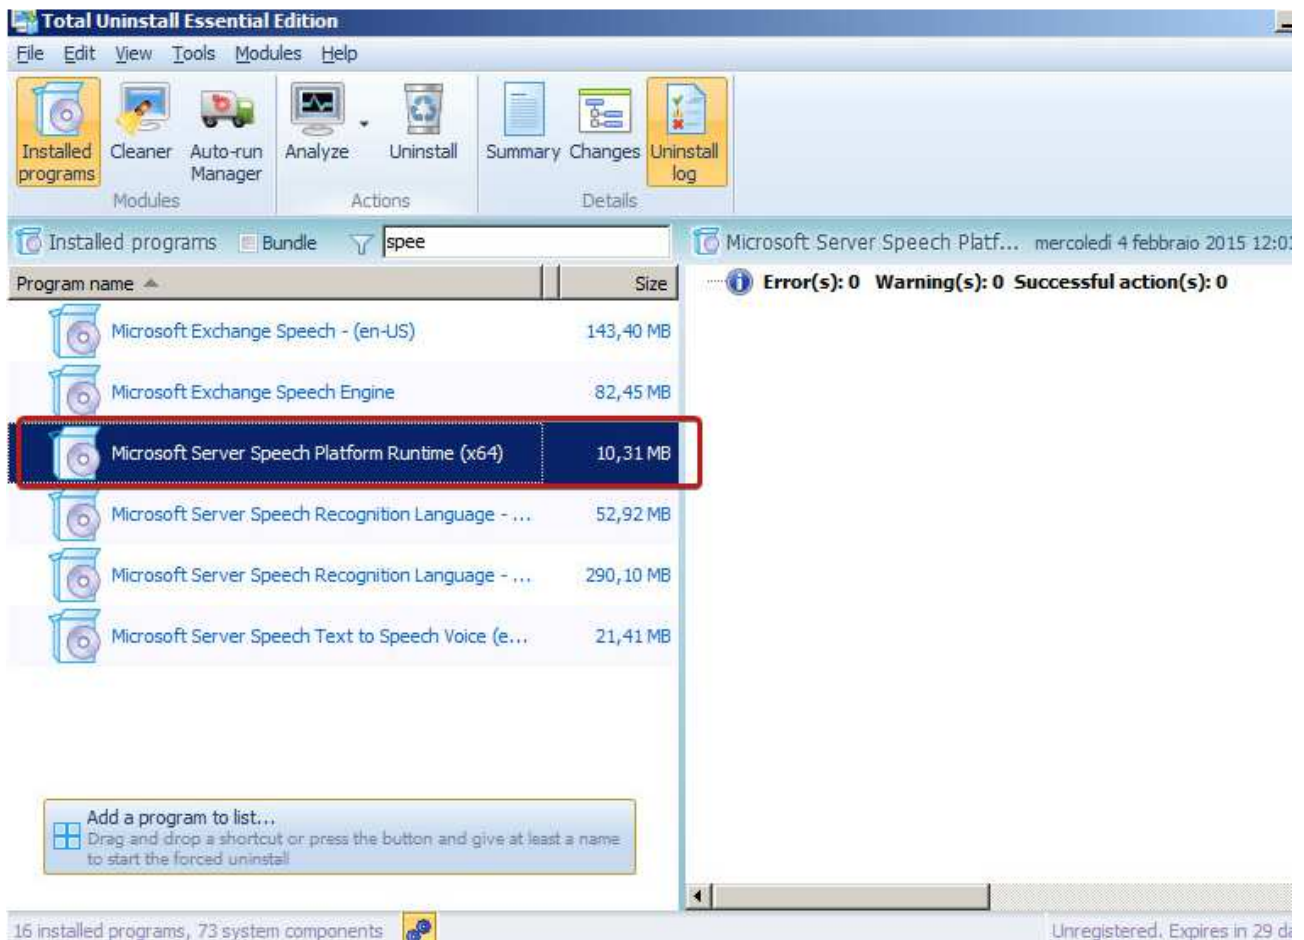 Total Uninstall Essential Edition
File Edit View Tools Modules Help
Installed programs
Cleaner
Auto-run Manager
Analyze
Uninstall
Summary
Changes
Uninstall log
Modules Actions Details
Installed programs Bundle spee
Microsoft Server Speech Platf... mercoledì 4 febbraio 2015 12:01
Program name Size
Error(s): 0 Warning(s): 0 Successful action(s): 0
Microsoft Exchange Speech - (en-US) 143,40 MB
Microsoft Exchange Speech Engine 82,45 MB
Microsoft Server Speech Platform Runtime (x64) 10,31 MB
Microsoft Server Speech Recognition Language - ... 52,92 MB
Microsoft Server Speech Recognition Language - ... 290,10 MB
Microsoft Server Speech Text to Speech Voice (e... 21,41 MB
Add a program to list...
Drag and drop a shortcut or press the button and give at least a name
to start the forced uninstall
16 installed programs, 73 system components
Unregistered. Expires in 29